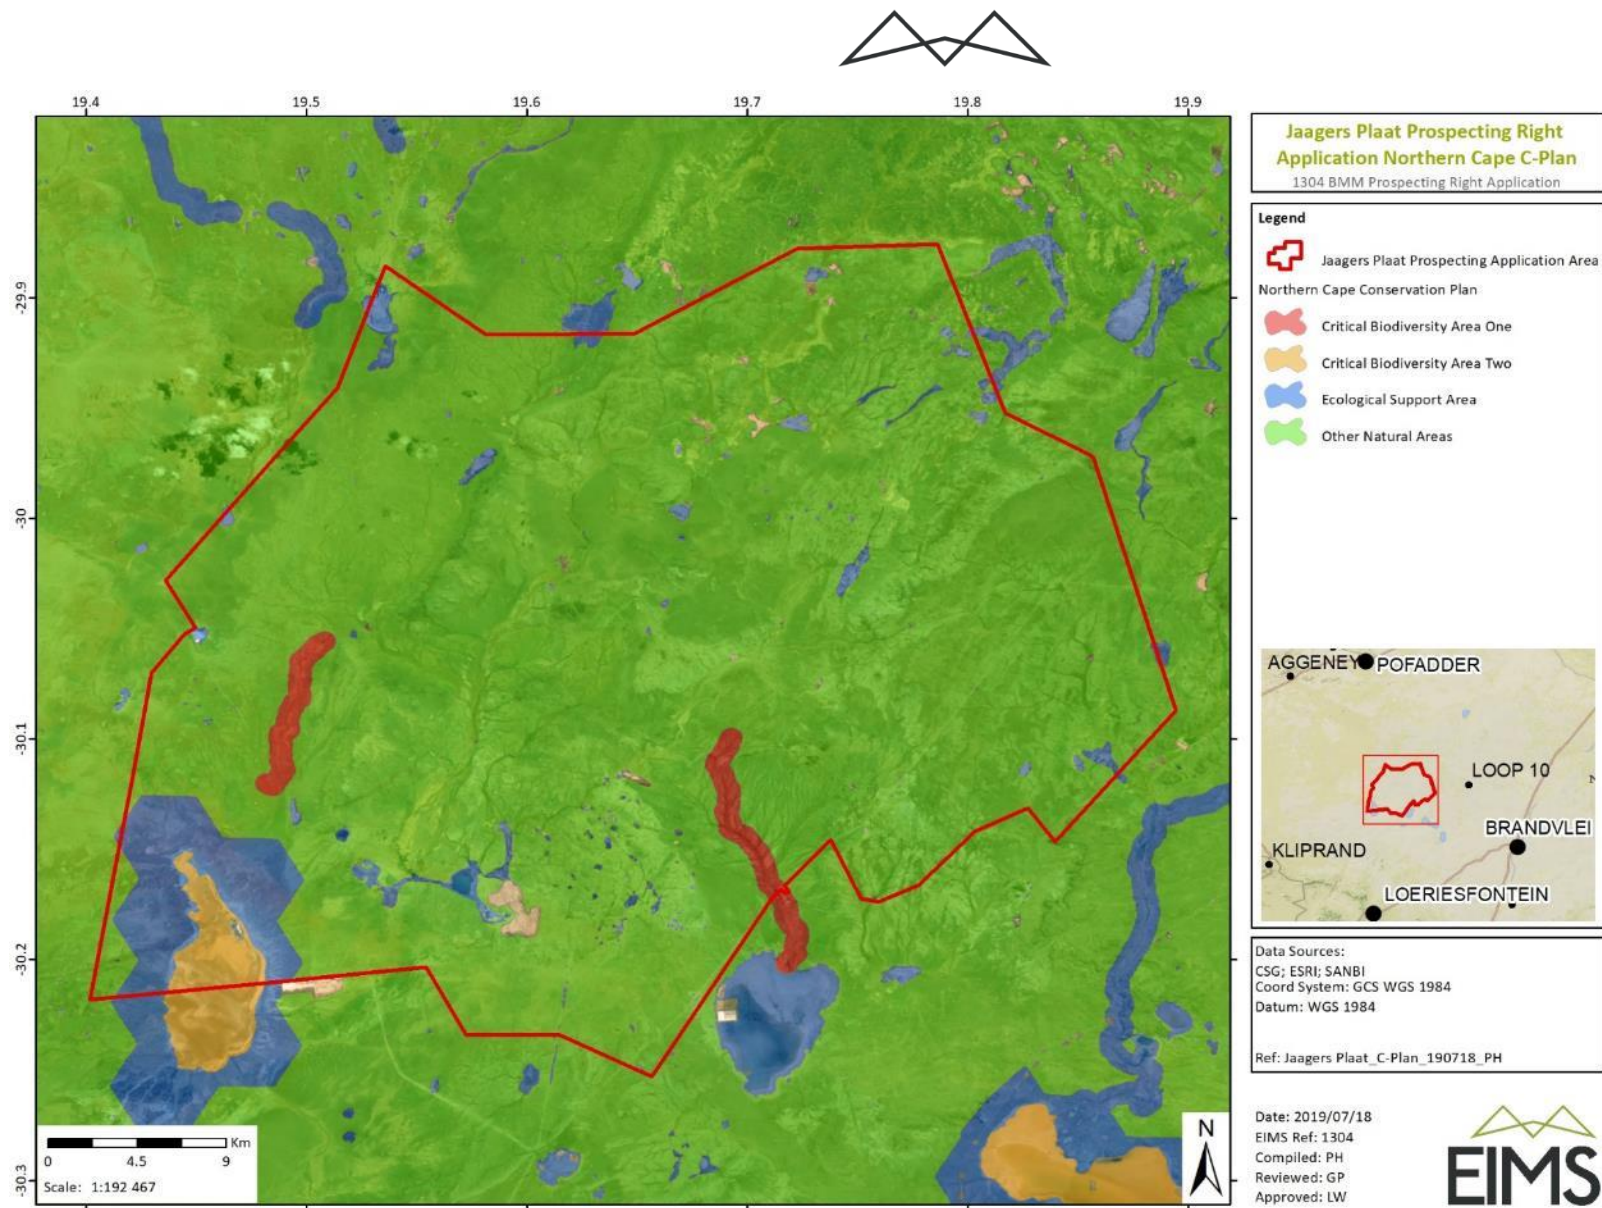 19.4 19.5 19.6 19.7 19.8 19.9
-29.9
-30
-30.1
-30.2
-30.3
Km
0 4.5 9
Scale: 1:192 467
N
Jaagers Plaat Prospecting Right
Application Northern Cape C-Plan
1304 BMM Prospecting Right Application
Legend
Jaagers Plaat Prospecting Application Area
Northern Cape Conservation Plan
Critical Biodiversity Area One
Critical Biodiversity Area Two
Ecological Support Area
Other Natural Areas
AGGENEY POFADDER
LOOP 10
BRANDVLEI
KLIPRAND
LOERIESFONTEIN
Data Sources:
CSG; ESRI; SANBI
Coord System: GCS WGS 1984
Datum: WGS 1984
Ref: Jaagers Plaat_C-Plan_190718_PH
Date: 2019/07/18
EIMS Ref: 1304
Compiled: PH
Reviewed: GP
Approved: LW
EIMS